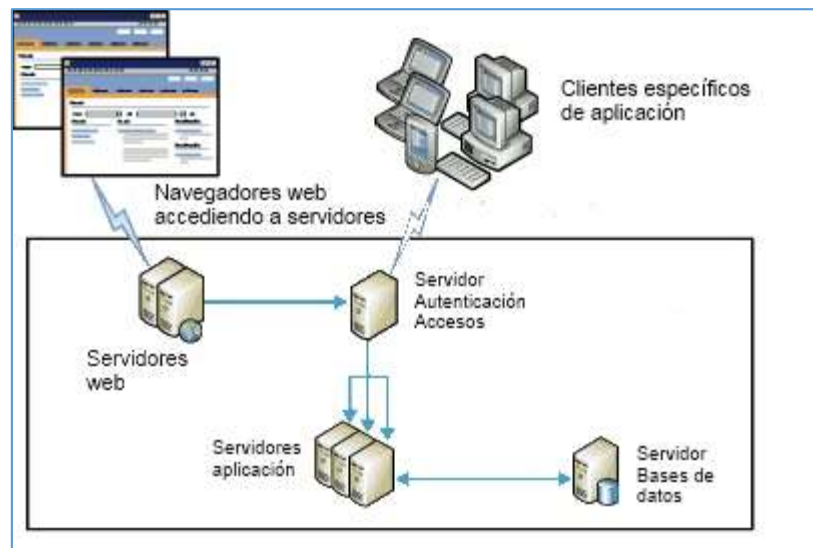 Clientes específicos
de aplicación
Navegadores web
accediendo a servidores
Servidor
Autenticación
Accesos
Servidores
web
Servidores
aplicación
Servidor
Bases de
datos